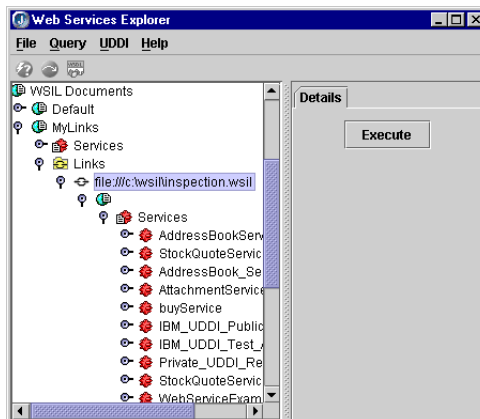 Web Services Explorer
File Query UDDI Help
WSIL Documents
Default
MyLinks
Services
Links
file:///c:\wsil\inspection.wsil
Services
AddressBookServ
StockQuoteServic
AddressBook_Se
AttachmentService
buyService
IBM_UDDI_Public
IBM_UDDI_Test_A
Private_UDDI_Re
StockQuoteServic
WebServiceExam
Details
Execute